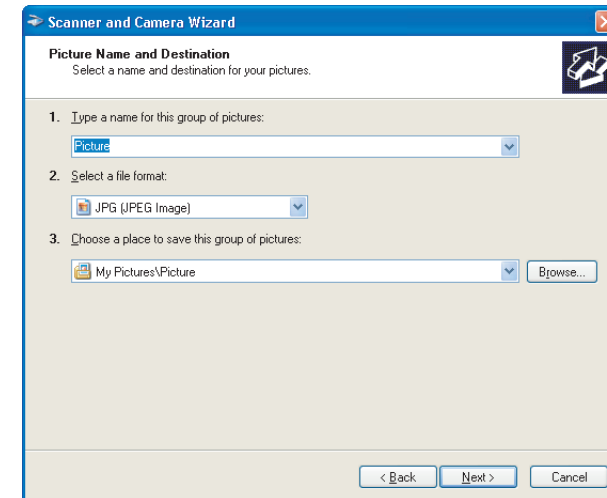 Scanner and Camera Wizard
Picture Name and Destination
Select a name and destination for your pictures.
1. Type a name for this group of pictures:
Picture
2. Select a file format:
JPG (JPEG Image)
3. Choose a place to save this group of pictures:
My Pictures\Picture Browse...
< Back Next > Cancel